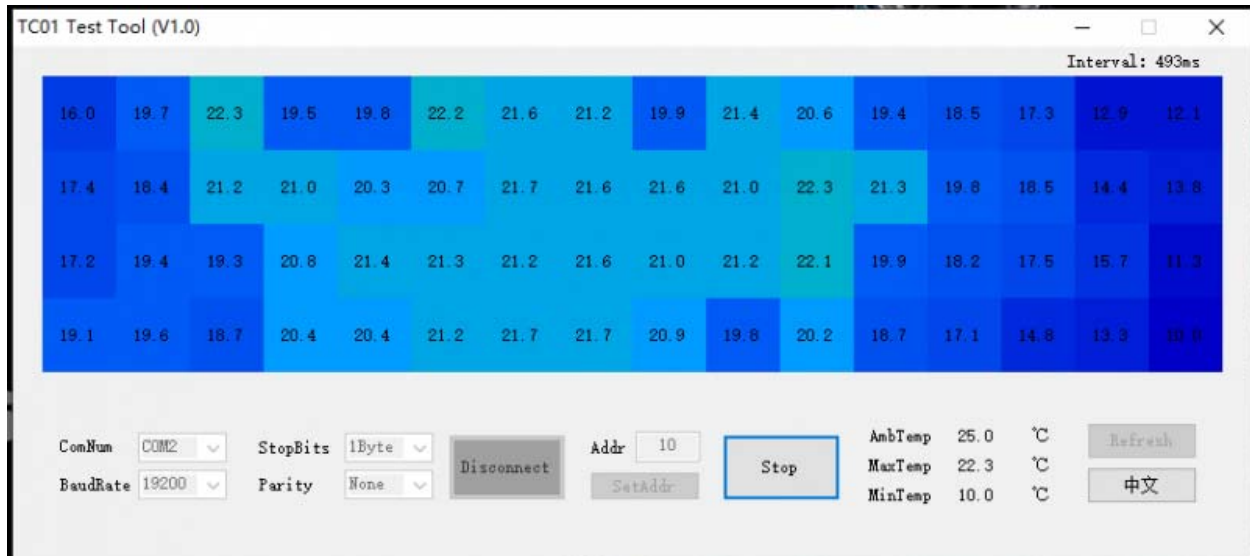 TC01 Test Tool (V1.0)
Interval: 493ms
16.0 19.7 22.3 19.5 19.8 22.2 21.6 21.2 19.9 21.4 20.6 19.4 18.5 17.3 12.9 12.1
17.4 18.4 21.2 21.0 20.3 20.7 21.7 21.6 21.6 21.0 22.3 21.3 19.8 18.5 14.4 13.8
17.2 19.4 19.3 20.8 21.4 21.3 21.2 21.6 21.0 21.2 22.1 19.9 18.2 17.5 15.7 11.3
19.1 19.6 18.7 20.4 20.4 21.2 21.7 21.7 20.9 19.8 20.2 18.7 17.1 14.8 13.3
ComNum COM2 StopBits 1Byte Disconnect Addr 10 Stop AmbTemp 25.0 ℃ Refresh
MaxTemp 22.3 ℃
BaudRate 19200 Parity None SetAddr 中文
MinTemp 10.0 ℃